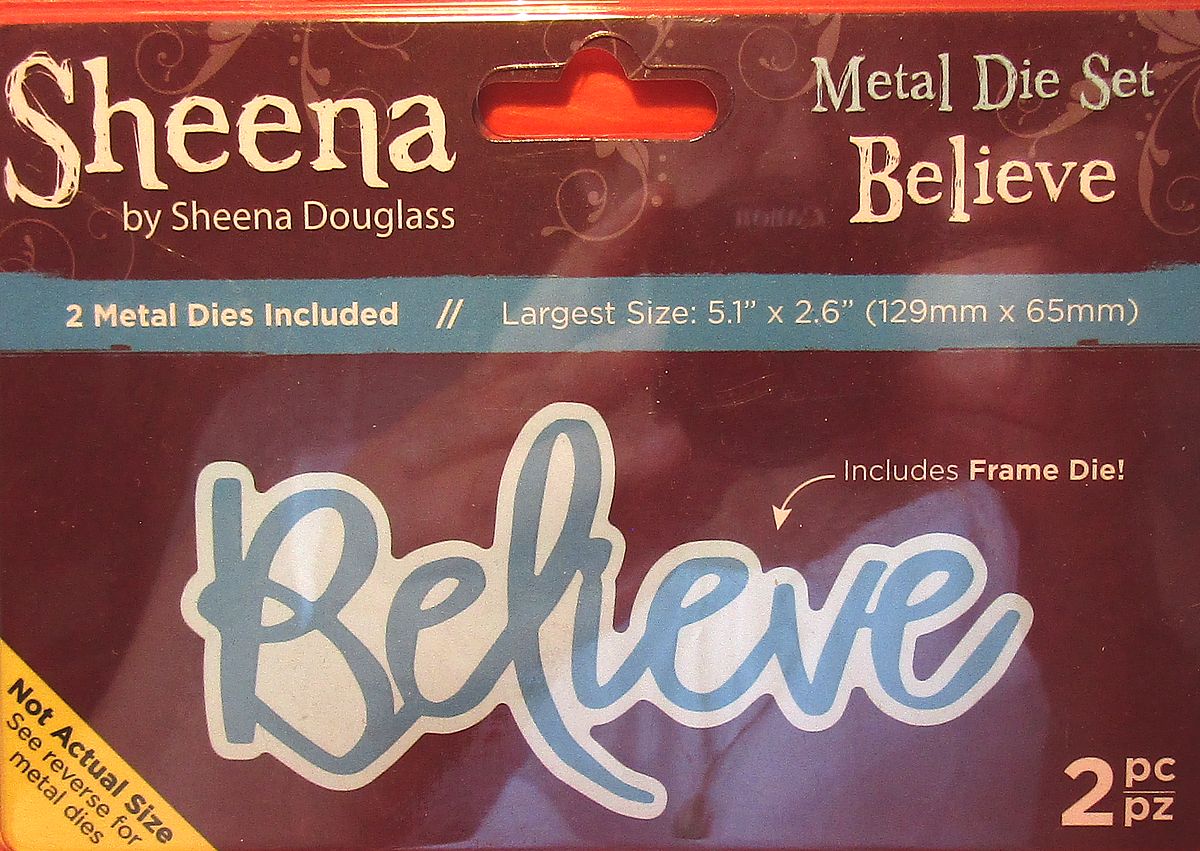 Sheena
by Sheena Douglass
Metal Die Set
Believe
2 Metal Dies Included // Largest Size: 5.1” x 2.6” (129mm x 65mm)
Includes Frame Die!
Believe
Not Actual Size
See reverse for
metal dies
2 pc
pz